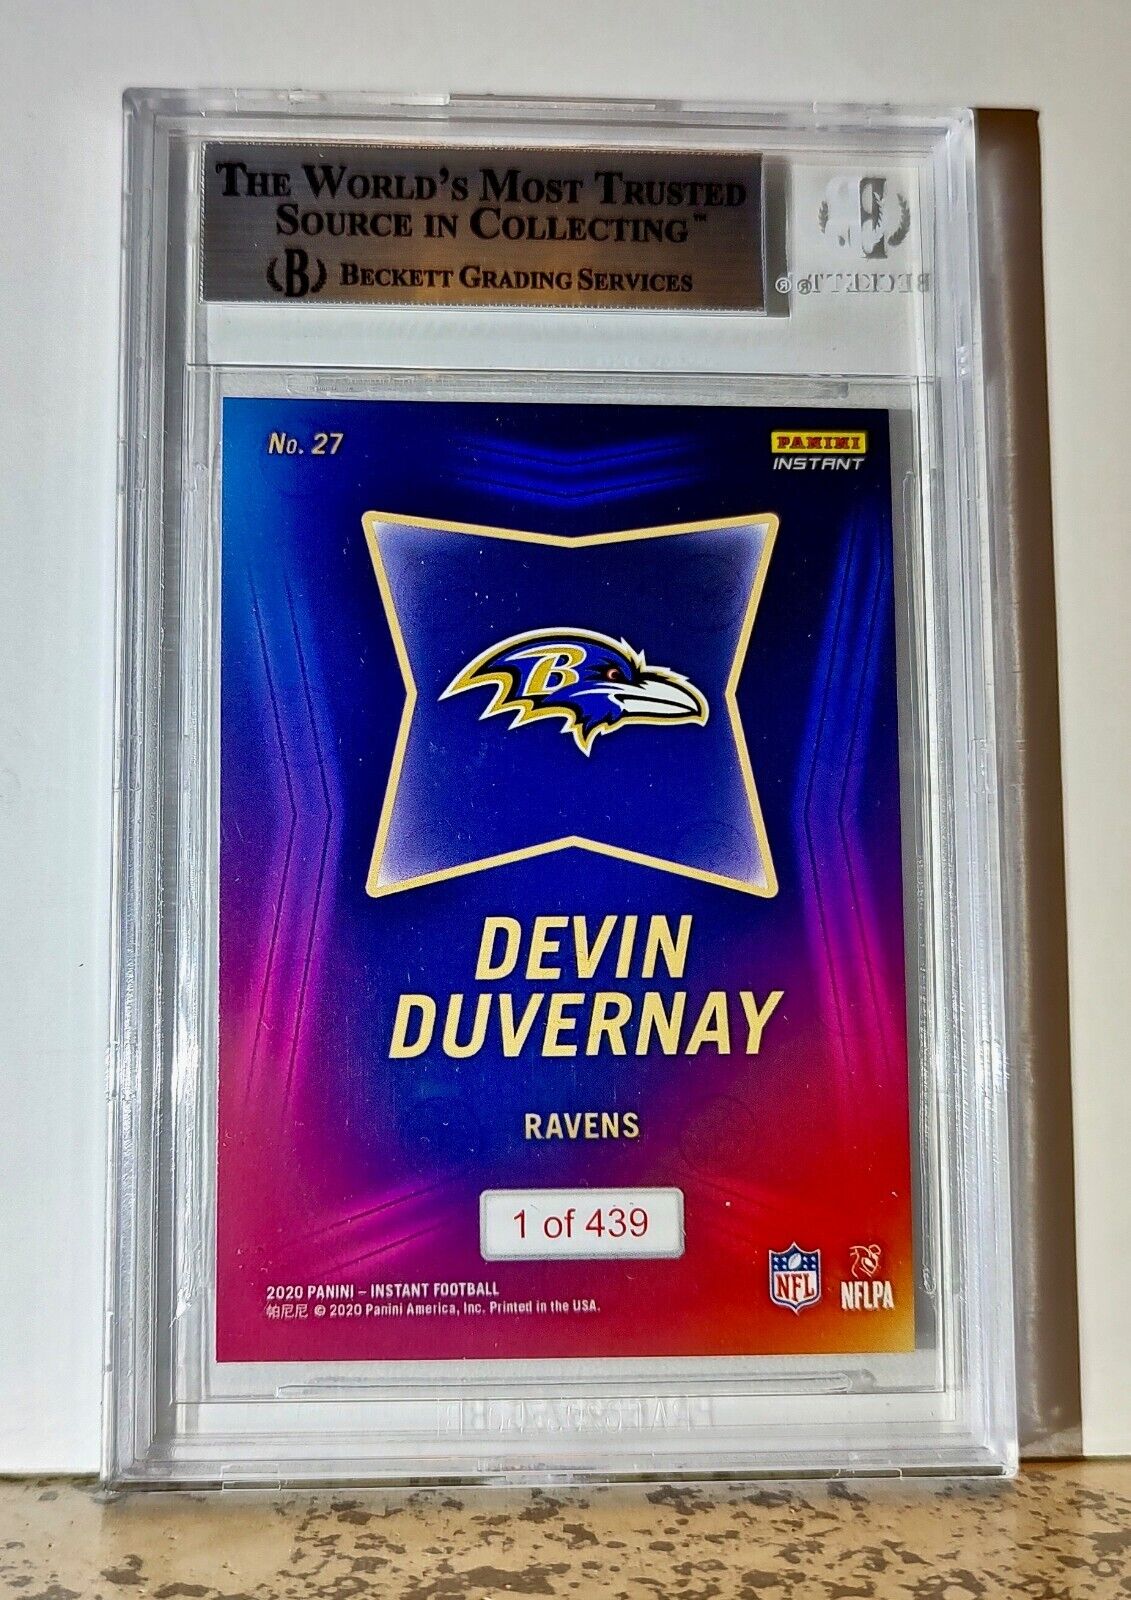 THE WORLD'S MOST TRUSTED
SOURCE IN COLLECTING™
B BECKETT GRADING SERVICES
BECKETT ®
No. 27
PANINI
INSTANT
B
DEVIN
DUVERNAY
RAVENS
1 of 439
2020 PANINI – INSTANT FOOTBALL
帕尼尼 © 2020 Panini America, Inc. Printed in the USA.
NFL
NFLPA